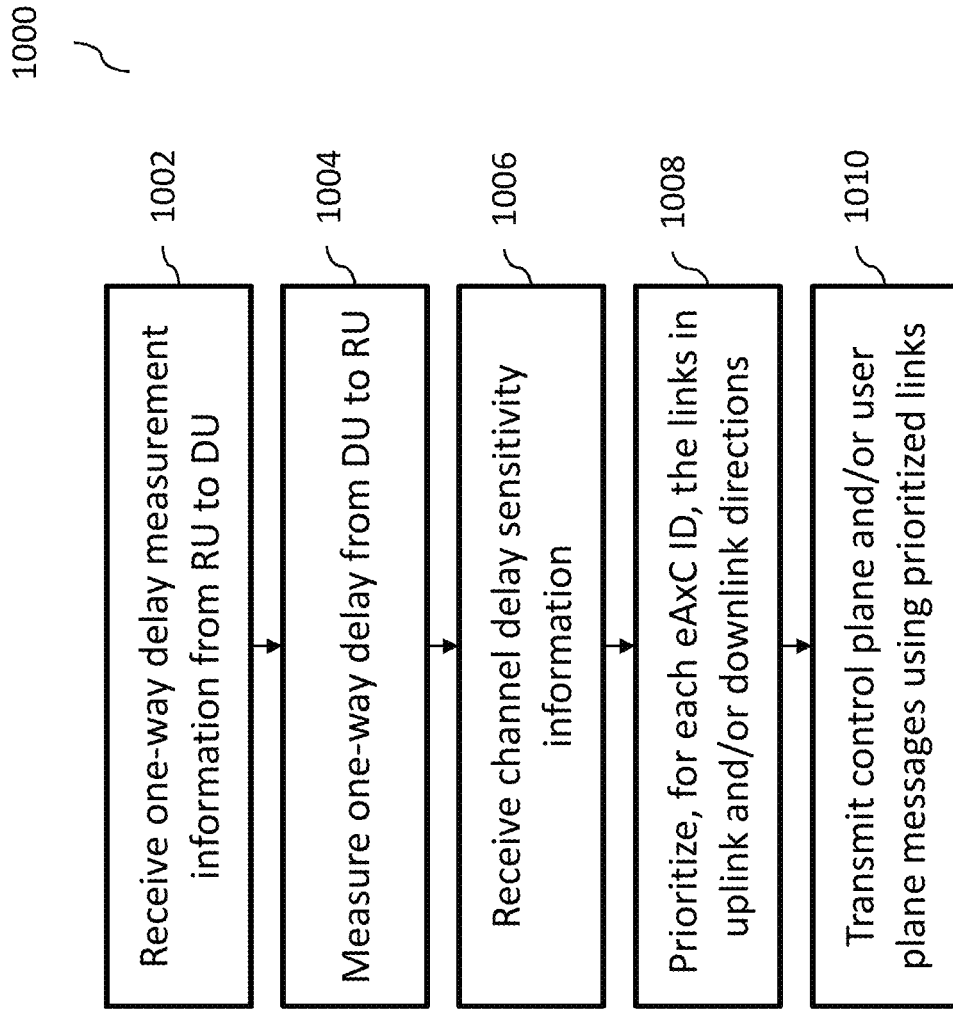 1000
Receive one-way delay measurement
information from RU to DU
1002
Measure one-way delay from DU to RU
1004
Receive channel delay sensitivity
information
1006
Prioritize, for each eAxC ID, the links in
uplink and/or downlink directions
1008
Transmit control plane and/or user
plane messages using prioritized links
1010